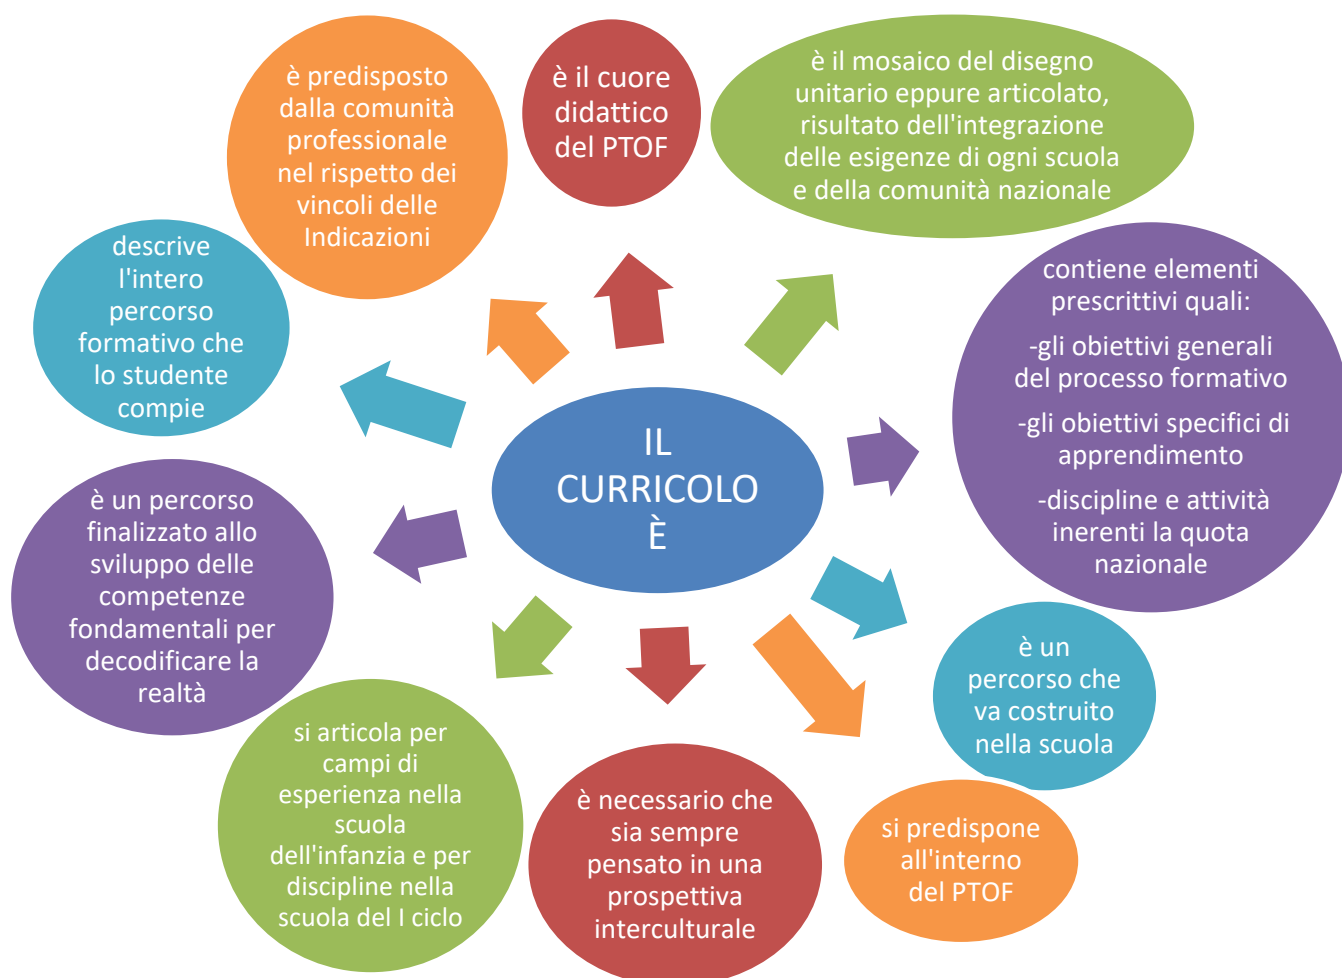 IL
CURRICOLO
È
è il cuore
didattico
del PTOF
è il mosaico del disegno
unitario eppure articolato,
risultato dell'integrazione
delle esigenze di ogni scuola
e della comunità nazionale
contiene elementi
prescrittivi quali:
-gli obiettivi generali
del processo formativo
-gli obiettivi specifici di
apprendimento
-discipline e attività
inerenti la quota
nazionale
è un
percorso che
va costruito
nella scuola
si predispone
all'interno
del PTOF
è necessario che
sia sempre
pensato in una
prospettiva
interculturale
si articola per
campi di
esperienza nella
scuola
dell'infanzia e per
discipline nella
scuola del I ciclo
è un percorso
finalizzato allo
sviluppo delle
competenze
fondamentali per
decodificare la
realtà
descrive
l'intero
percorso
formativo che
lo studente
compie
è predisposto
dalla comunità
professionale
nel rispetto dei
vincoli delle
Indicazioni